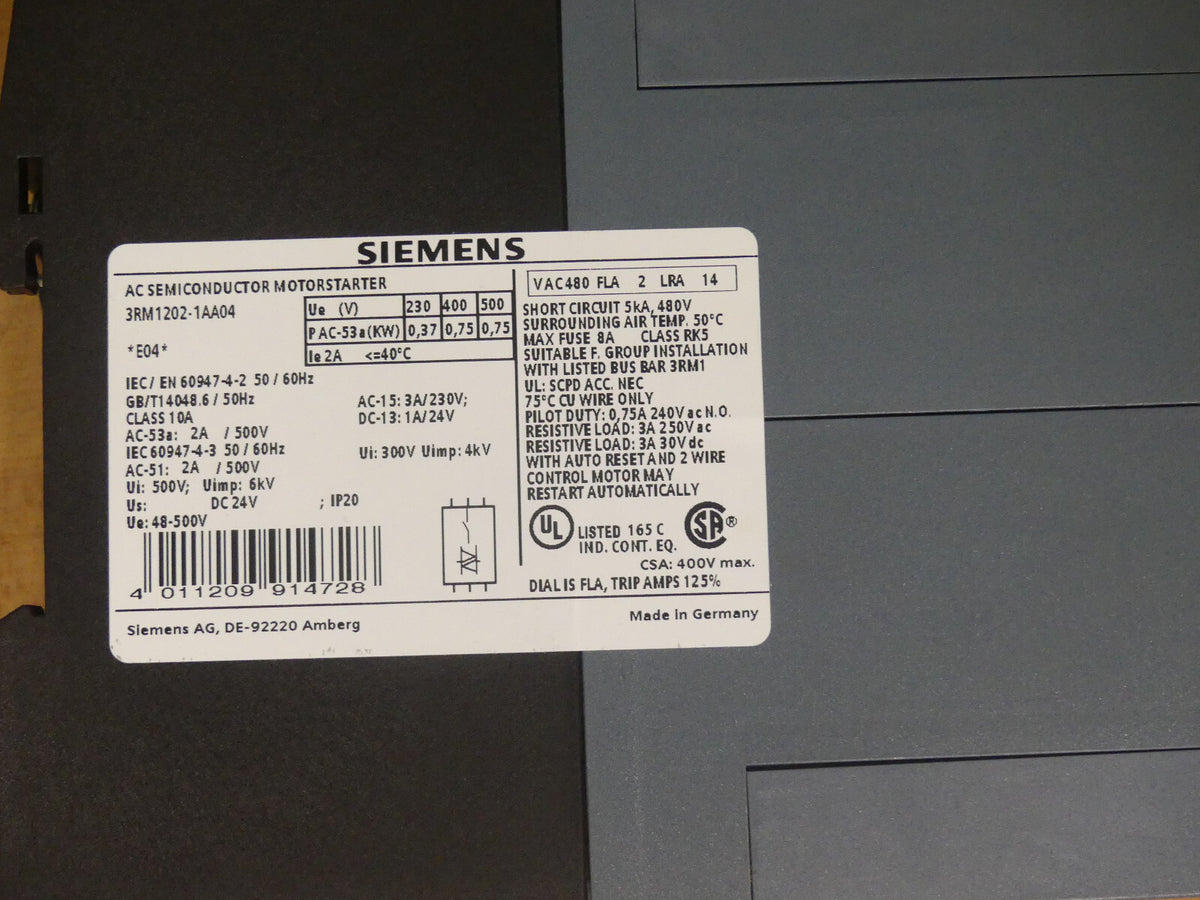 SIEMENS
AC SEMICONDUCTOR MOTORSTARTER
3RM1202-1AA04
*E04*
Ue (V) 230 400 500
P AC-53a(KW) 0,37 0,75 0,75
Ie 2A <=40°C
IEC/ EN 60947-4-2 50 / 60Hz
GB/T14048.6 / 50Hz
CLASS 10A
AC-53a: 2A / 500V
IEC 60947-4-3 50 / 60Hz
AC-51: 2A / 500V
Ui: 500V; Uimp: 6kV
Us: DC 24V ; IP20
Ue: 48-500V
AC-15: 3A/230V;
DC-13: 1A/24V
Ui: 300V Uimp: 4kV
4 011209 914728
VAC480 FLA 2 LRA 14
SHORT CIRCUIT 5kA, 480V
SURROUNDING AIR TEMP. 50°C
MAX FUSE 8A CLASS RK5
SUITABLE F. GROUP INSTALLATION
WITH LISTED BUS BAR 3RM1
UL: SCPD ACC. NEC
75°C CU WIRE ONLY
PILOT DUTY: 0,75A 240V ac N.O.
RESISTIVE LOAD: 3A 250V ac
RESISTIVE LOAD: 3A 30V dc
WITH AUTO RESET AND 2 WIRE
CONTROL MOTOR MAY
RESTART AUTOMATICALLY
UL LISTED 165 C
IND. CONT. EQ.
SA®
CSA: 400V max.
DIAL IS FLA, TRIP AMPS 125%
Siemens AG, DE-92220 Amberg
Made in Germany